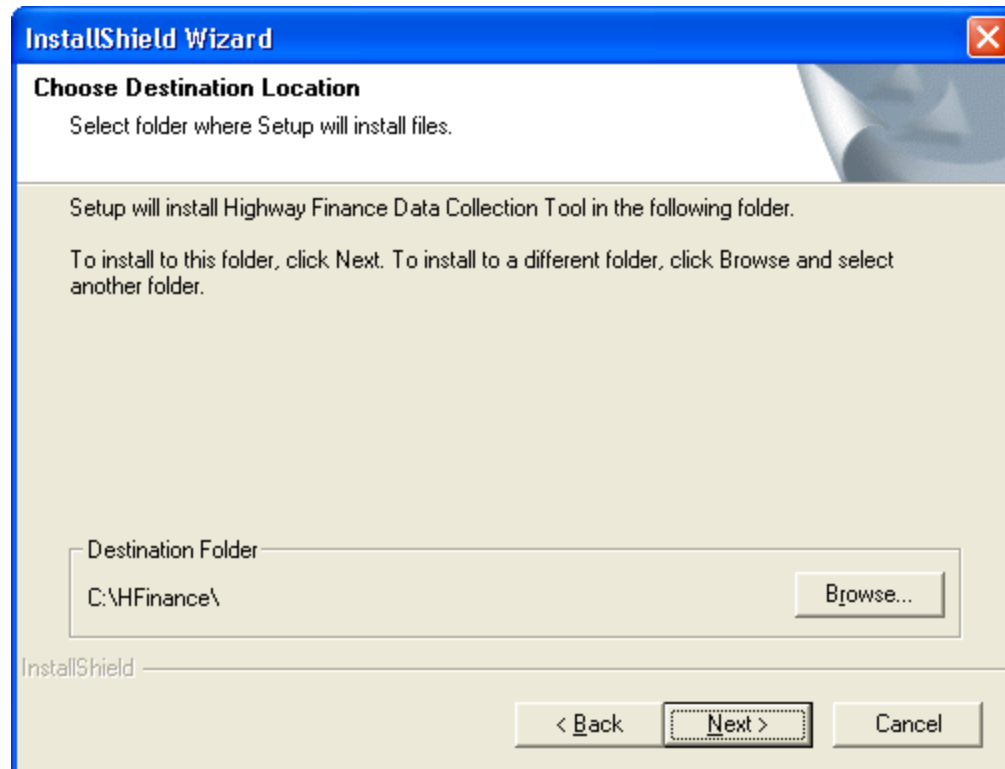 InstallShield Wizard
Choose Destination Location
Select folder where Setup will install files.
Setup will install Highway Finance Data Collection Tool in the following folder.
To install to this folder, click Next. To install to a different folder, click Browse and select
another folder.
Destination Folder
C:\HFinance\
Browse...
InstallShield
< Back
Next >
Cancel